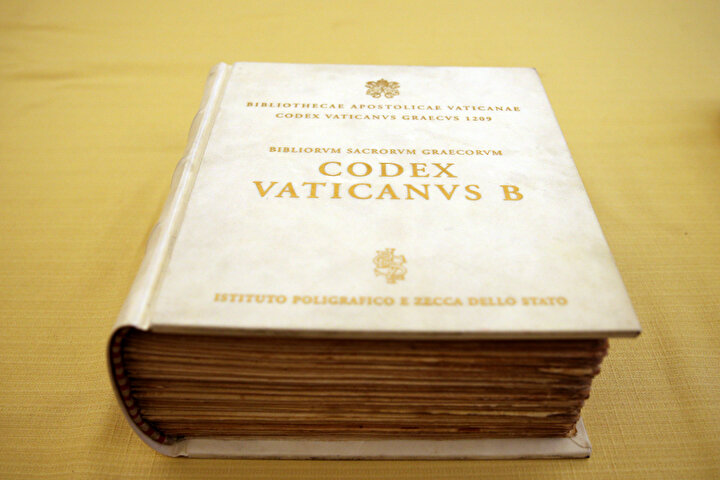 BIBLIOTHECAE APOSTOLICAE VATICANAE
CODEX VATICANVS GRAECVS 1209
BIBLIORVM SACRORVM GRAECORVM
CODEX
VATICANVS B
ISTITUTO POLIGRAFICO E ZECCA DELLO STATO